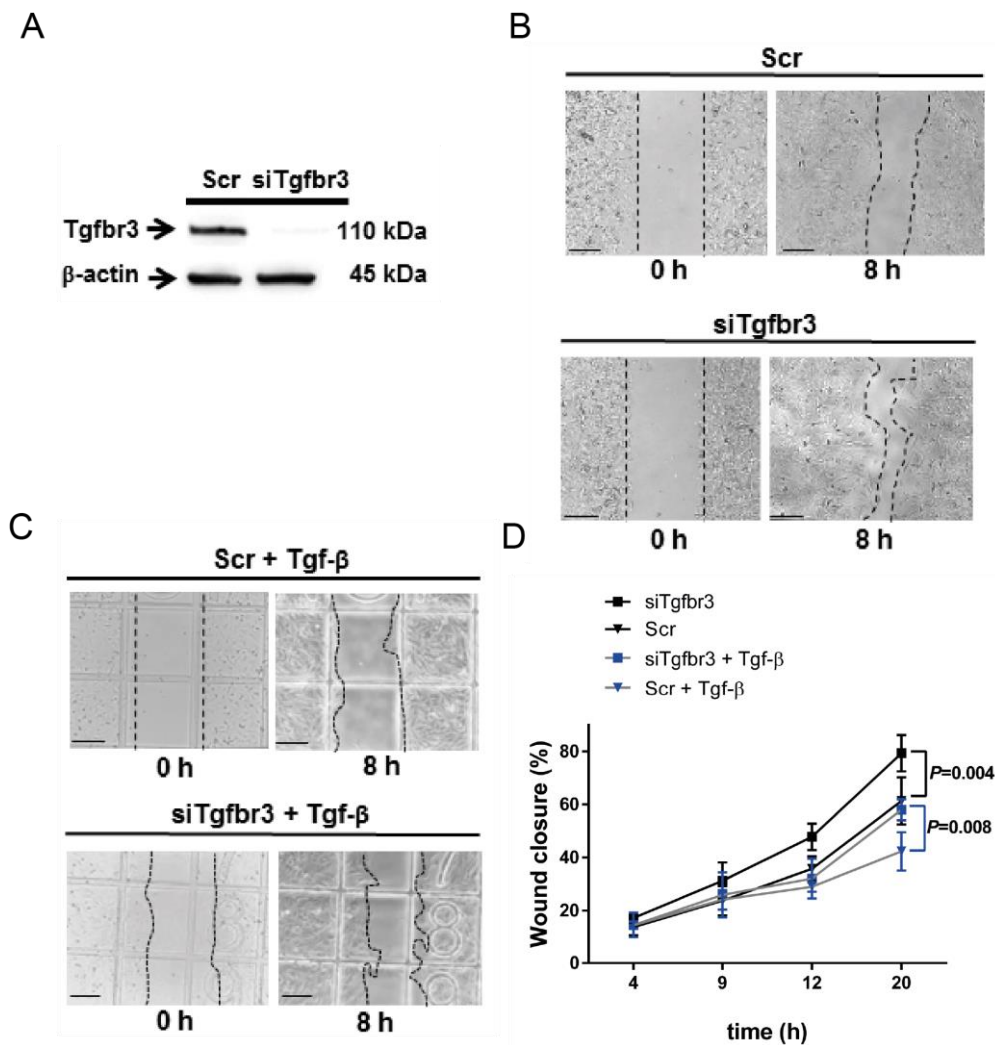 A
Scr siTgfbr3
Tgfbr3
110 kDa
β-actin
45 kDa
B
Scr
0 h
8 h
siTgfbr3
0 h
8 h
C
Scr + Tgf-β
0 h
8 h
siTgfbr3 + Tgf-β
0 h
8 h
D
siTgfbr3
Scr
siTgfbr3 + Tgf-β
Scr + Tgf-β
Wound closure (%)
80
60
40
20
0
P=0.004
P=0.008
4 9 12 20
time (h)